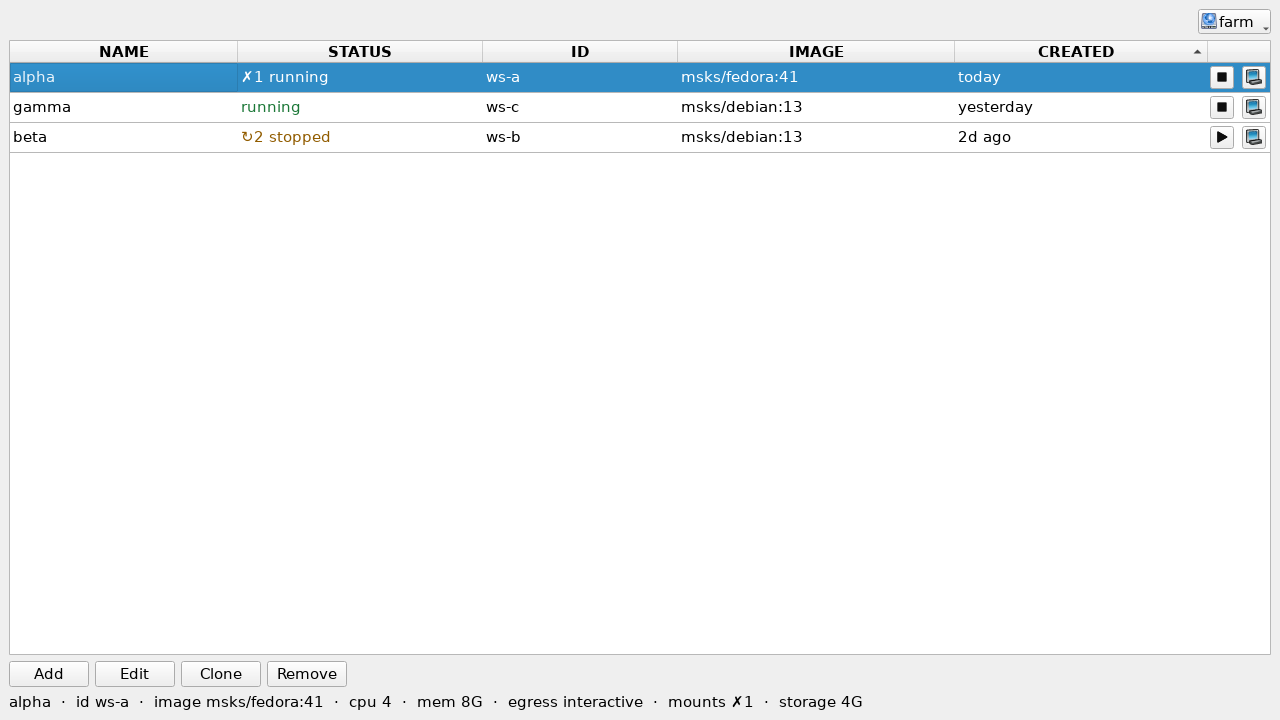 farm
NAME STATUS ID IMAGE CREATED
alpha ✗1 running ws-a msks/fedora:41 today
gamma running ws-c msks/debian:13 yesterday
beta ↻2 stopped ws-b msks/debian:13 2d ago
Add Edit Clone Remove
alpha · id ws-a · image msks/fedora:41 · cpu 4 · mem 8G · egress interactive · mounts ✗1 · storage 4G